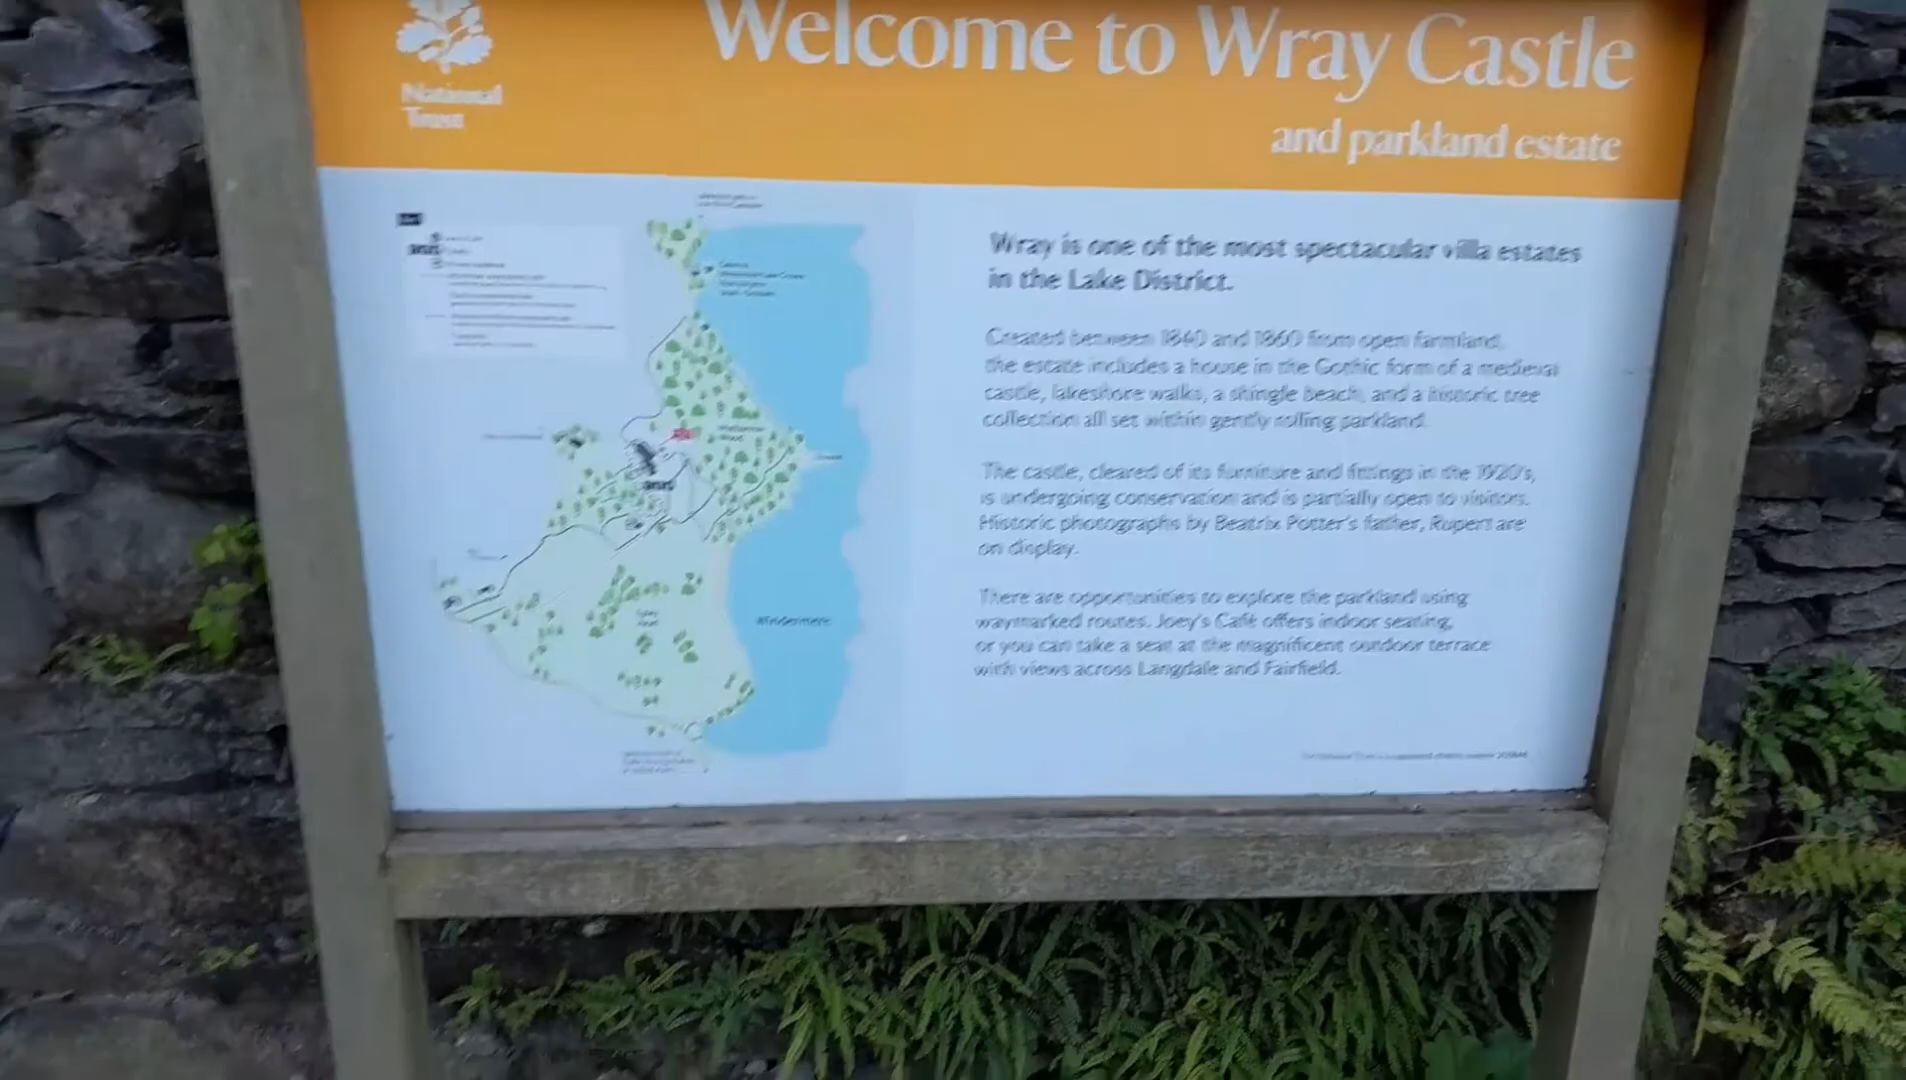 National
Trust
Welcome to Wray Castle
and parkland estate
Wray is one of the most spectacular villa estates
in the Lake District.
Created between 1840 and 1860 from open farmland,
the estate includes a house in the Gothic form of a medieval
castle, lakeshore walks, a shingle beach, and a historic tree
collection all set within gently rolling parkland.
The castle, cleared of its furniture and fittings in the 1920's,
is undergoing conservation and is partially open to visitors.
Historic photographs by Beatrix Potter's father, Rupert are
on display.
There are opportunities to explore the parkland using
waymarked routes. Joey's Café offers indoor seating,
or you can take a seat at the magnificent outdoor terrace
with views across Langdale and Fairfield.
Windermere